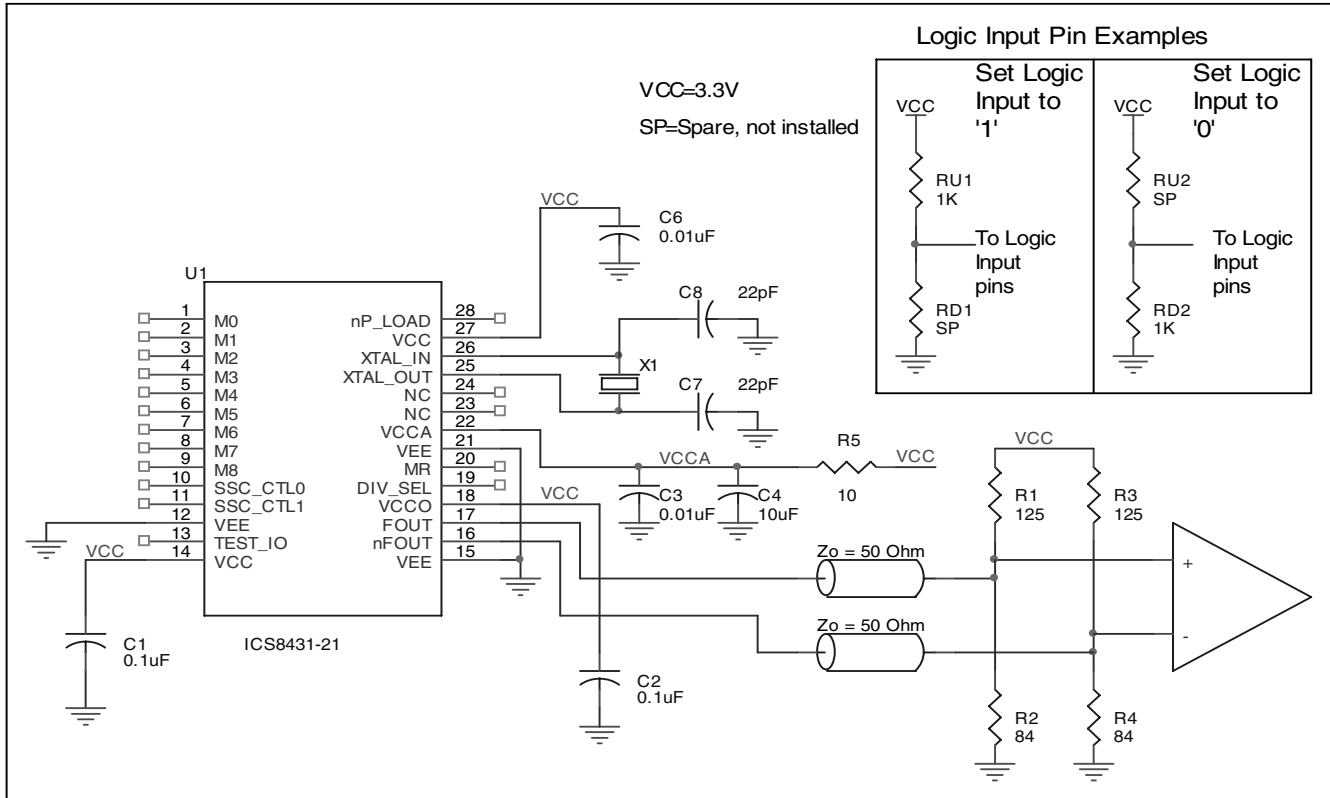 Logic Input Pin Examples
VCC=3.3V
SP=Spare, not installed
Set Logic
Input to
'1'
VCC
RU1
1K
To Logic
Input
pins
RD1
SP
Set Logic
Input to
'0'
VCC
RU2
SP
To Logic
Input
pins
RD2
1K
VCC
C6
0.01uF
U1
1 M0
2 M1
3 M2
4 M3
5 M4
6 M5
7 M6
8 M7
9 M8
10 SSC_CTL0
11 SSC_CTL1
12 VEE
13 TEST_IO
14 VCC
nP_LOAD 28
VCC 27
XTAL_IN 26
XTAL_OUT 25
NC 24
NC 23
VCCA 22
VEE 21
MR 20
DIV_SEL 19
VCCO 18
FOUT 17
nFOUT 16
VEE 15
ICS8431-21
C8 22pF
X1
C7 22pF
VCCA
R5
10
VCC
C3
0.01uF
C4
10uF
VCC
VCC
C1
0.1uF
C2
0.1uF
Zo = 50 Ohm
Zo = 50 Ohm
VCC
R1
125
R3
125
+
-
R2
84
R4
84